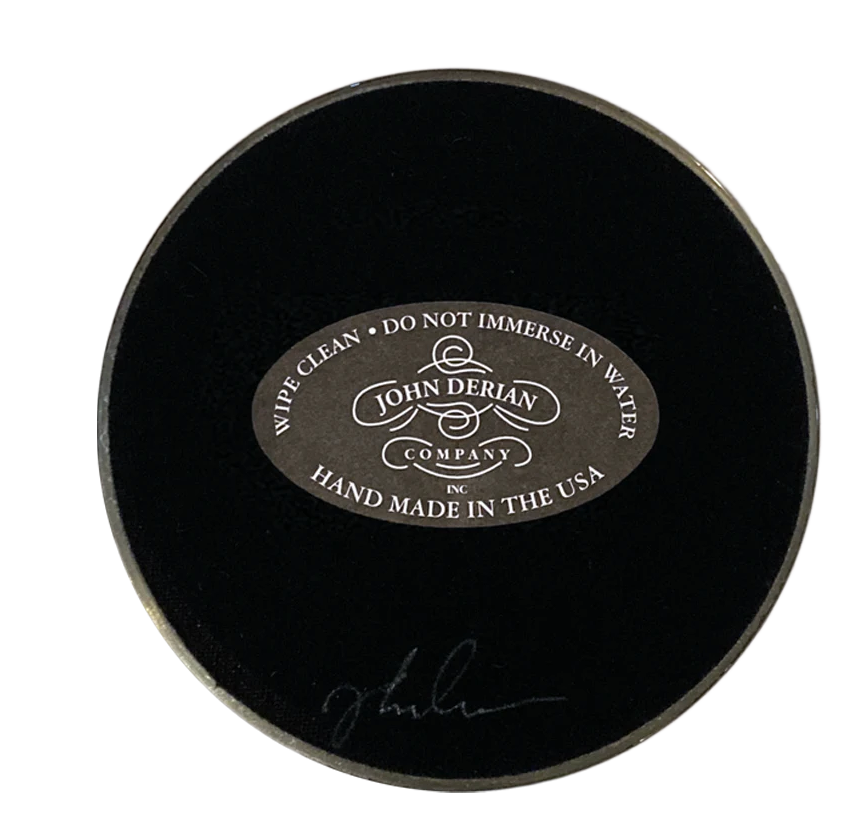 WIPE CLEAN • DO NOT IMMERSE IN WATER
JOHN DERIAN
COMPANY
INC
HAND MADE IN THE USA